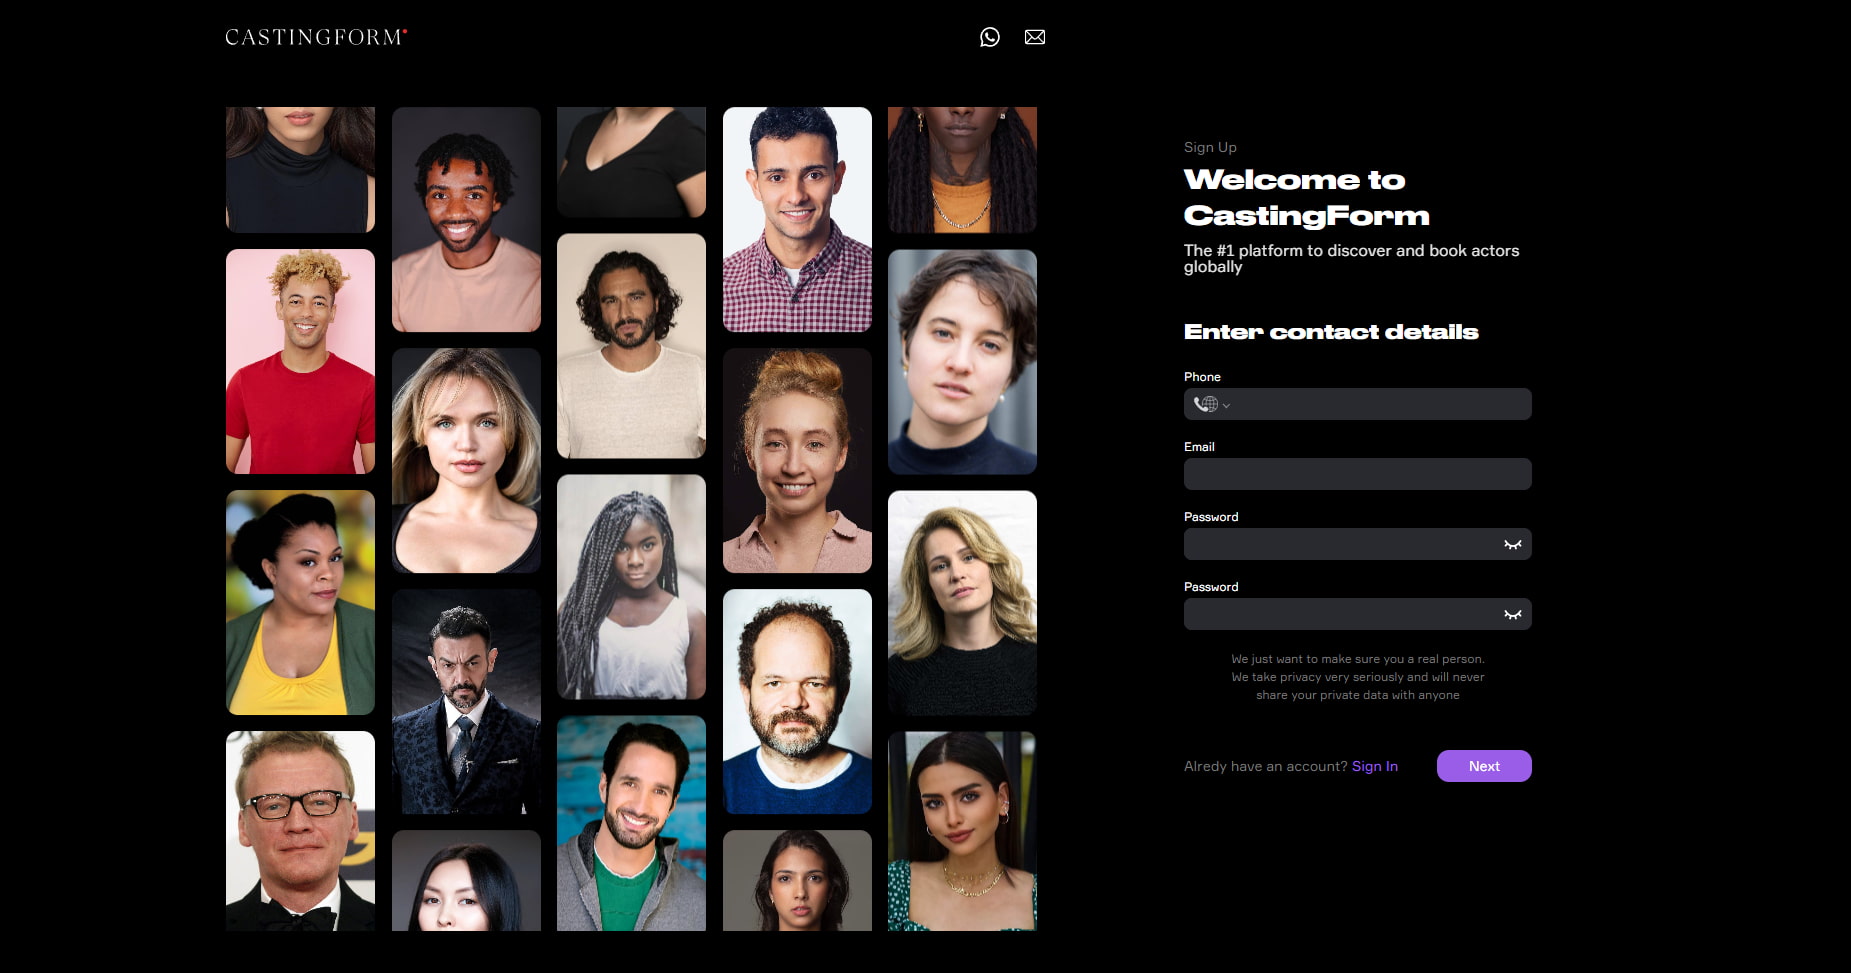 CASTINGFORM
Sign Up
Welcome to
CastingForm
The #1 platform to discover and book actors
globally
Enter contact details
Phone
Email
Password
Password
We just want to make sure you a real person.
We take privacy very seriously and will never
share your private data with anyone
Alredy have an account? Sign In
Next